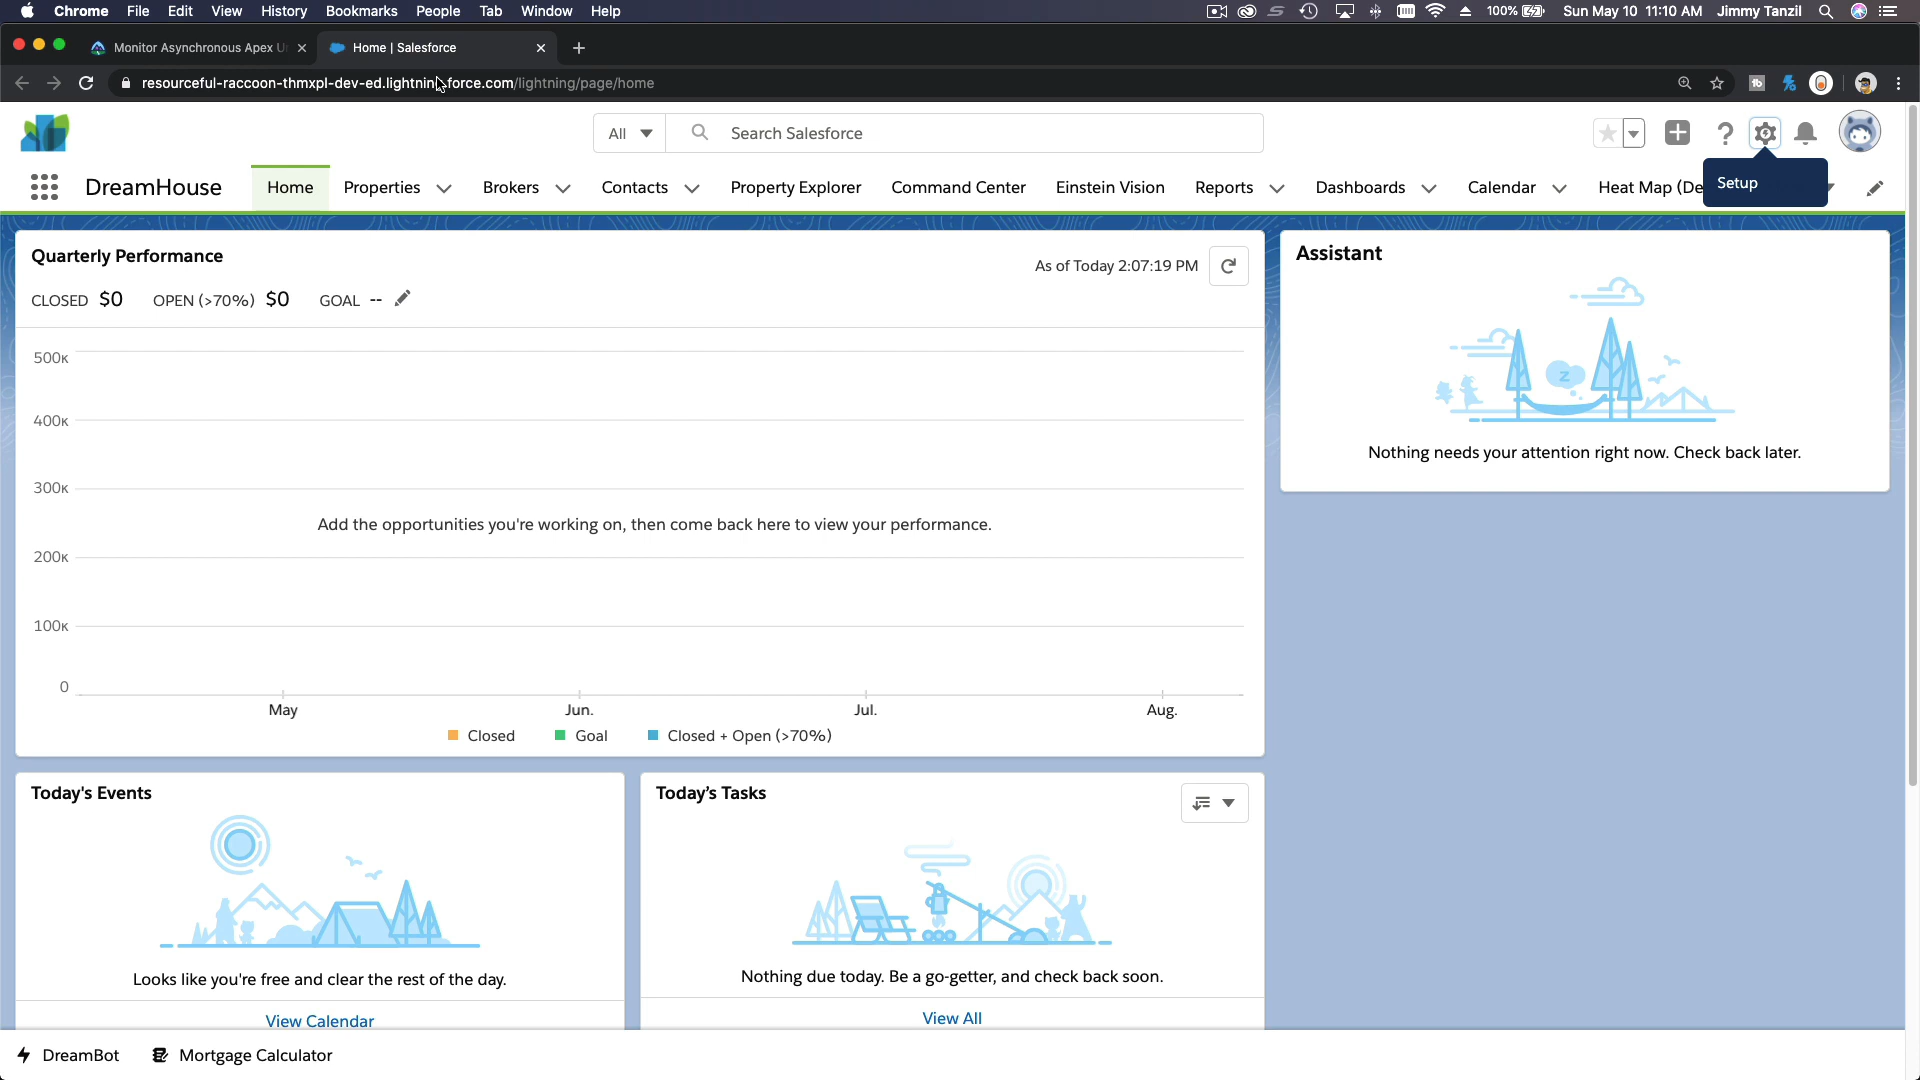 Chrome File Edit View History Bookmarks People Tab Window Help 100% Sun May 10 11:10 AM Jimmy Tanzil
Monitor Asynchronous Apex U Home | Salesforce
resourceful-raccoon-thmxpl-dev-ed.lightning.force.com/lightning/page/home
All Search Salesforce
DreamHouse Home Properties Brokers Contacts Property Explorer Command Center Einstein Vision Reports Dashboards Calendar Heat Map (De
Setup
Quarterly Performance
As of Today 2:07:19 PM
CLOSED $0 OPEN (>70%) $0 GOAL --
500K
400K
300K
Add the opportunities you're working on, then come back here to view your performance.
200K
100K
0
May Jun. Jul. Aug.
Closed Goal Closed + Open (>70%)
Assistant
Z
Nothing needs your attention right now. Check back later.
Today's Events
Looks like you're free and clear the rest of the day.
View Calendar
Today’s Tasks
Nothing due today. Be a go-getter, and check back soon.
View All
DreamBot Mortgage Calculator